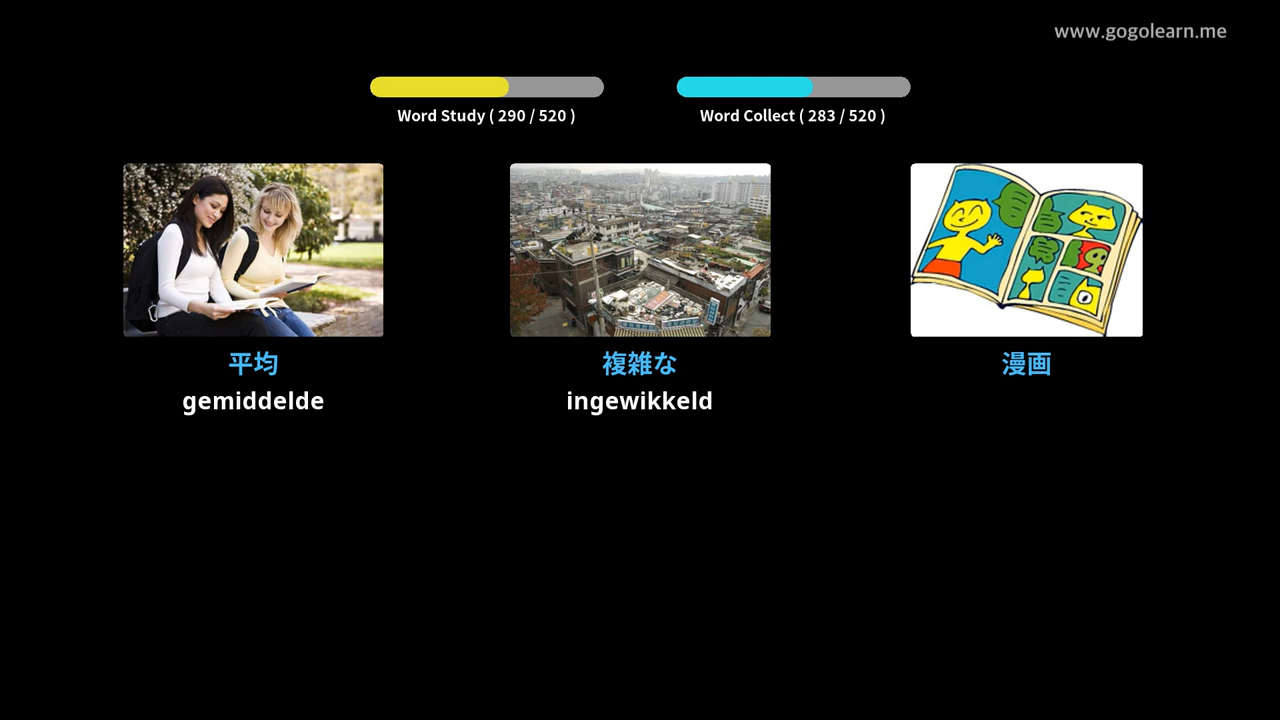 www.gogolearn.me
Word Study ( 290 / 520 )
Word Collect ( 283 / 520 )
平均
gemiddelde
複雑な
ingewikkeld
漫画